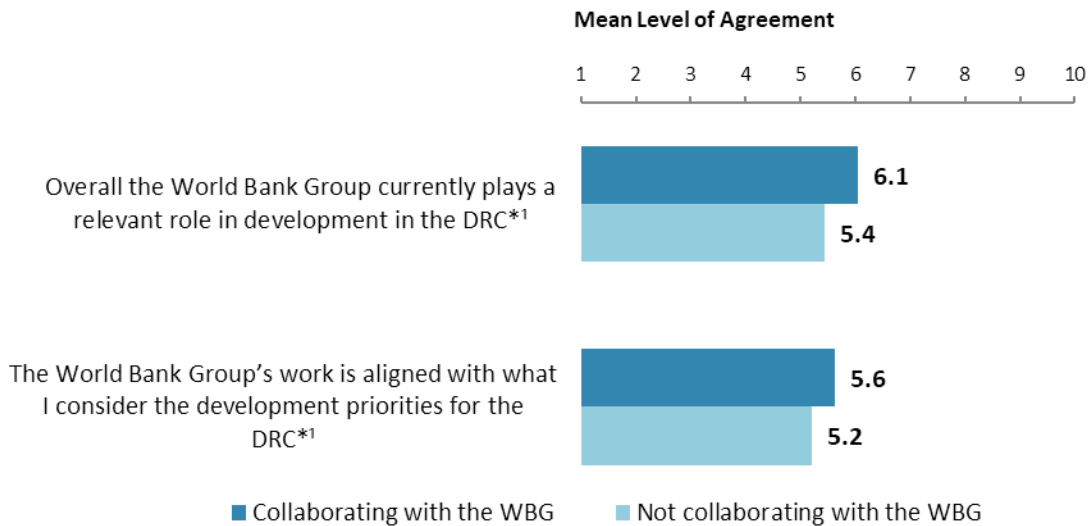 Mean Level of Agreement
1 2 3 4 5 6 7 8 9 10
Overall the World Bank Group currently plays a
relevant role in development in the DRC*¹
6.1
5.4
The World Bank Group’s work is aligned with what
I consider the development priorities for the
DRC*¹
5.6
5.2
Collaborating with the WBG Not collaborating with the WBG